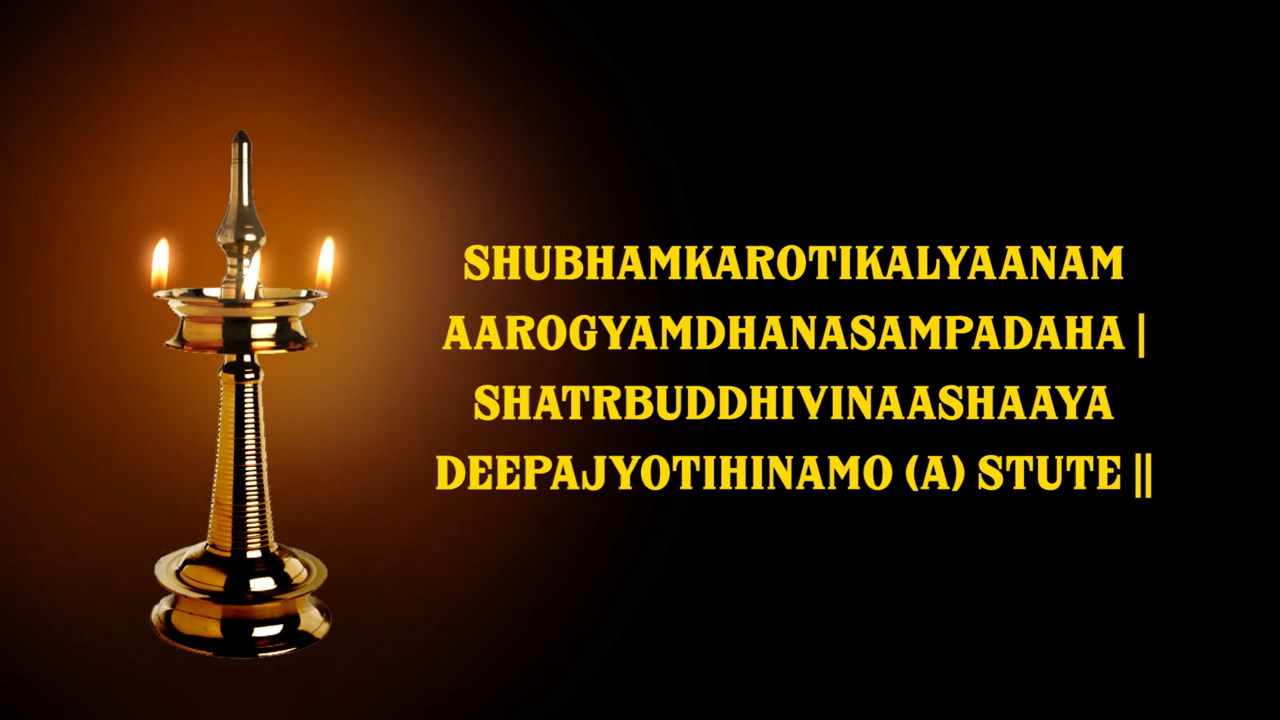 SHUBHAMKAROTIKALYAANAM
AAROGYAMDHANASAMPADAHA |
SHATRBUDDHIVINAASHAAYA
DEEPAJYOTIHINAMO (A) STUTE ||